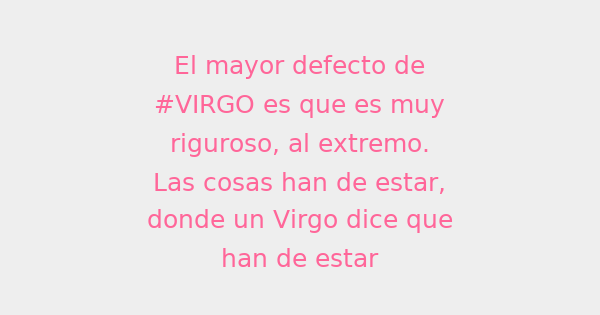 El mayor defecto de
#VIRGO es que es muy
riguroso, al extremo.
Las cosas han de estar,
donde un Virgo dice que
han de estar